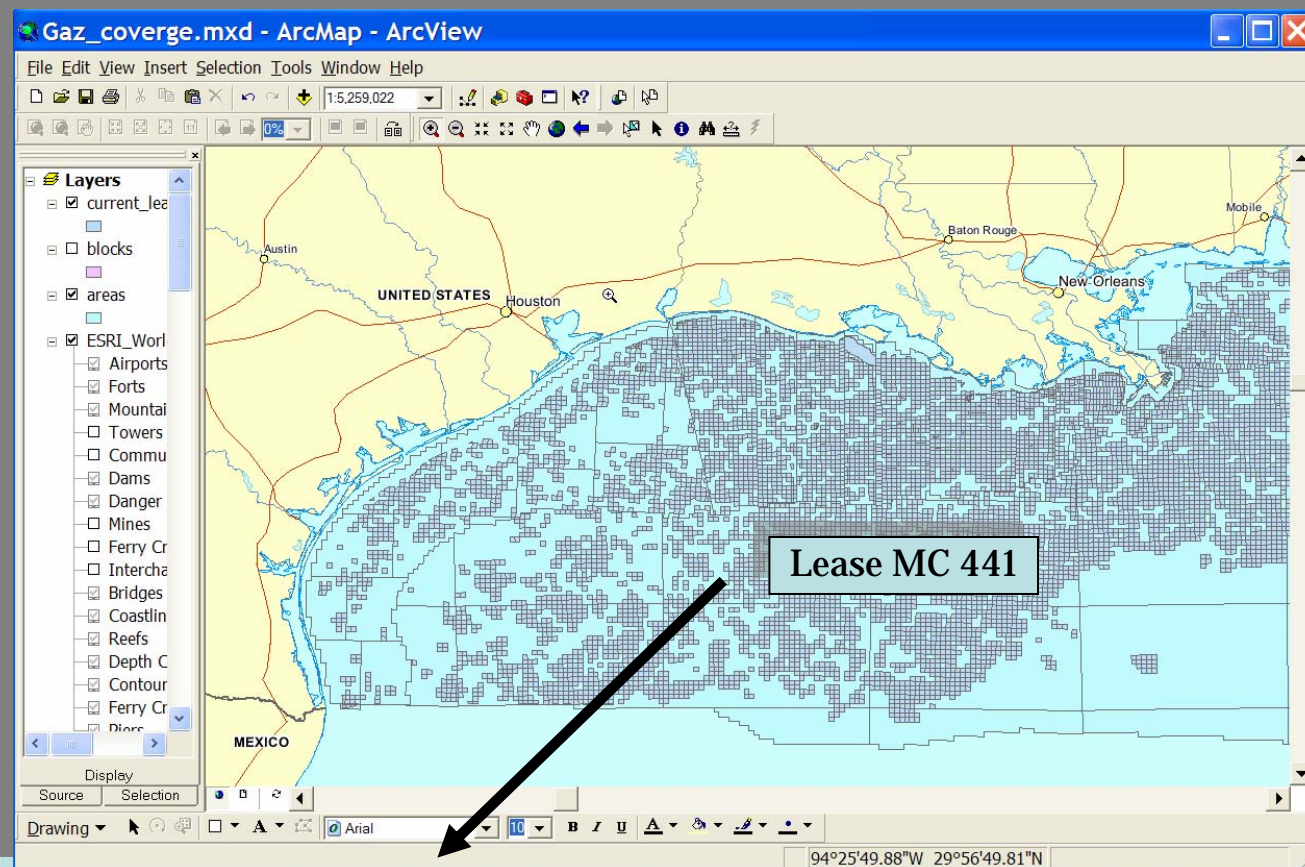 Gaz_coverge.mxd - ArcMap - ArcView
File Edit View Insert Selection Tools Window Help
1:5,259,022
0%
Layers
current_lea
blocks
areas
ESRI_Worl
Airports
Forts
Mountai
Towers
Commu
Dams
Danger
Mines
Ferry Cr
Intercha
Bridges
Coastlin
Reefs
Depth C
Contour
Ferry Cr
Piers
Display
Source Selection
Austin
UNITED STATES
Houston
Baton Rouge
Mobile
New Orleans
Lease MC 441
MEXICO
Drawing A Arial 10 B I U A
94°25'49.88"W 29°56'49.81"N